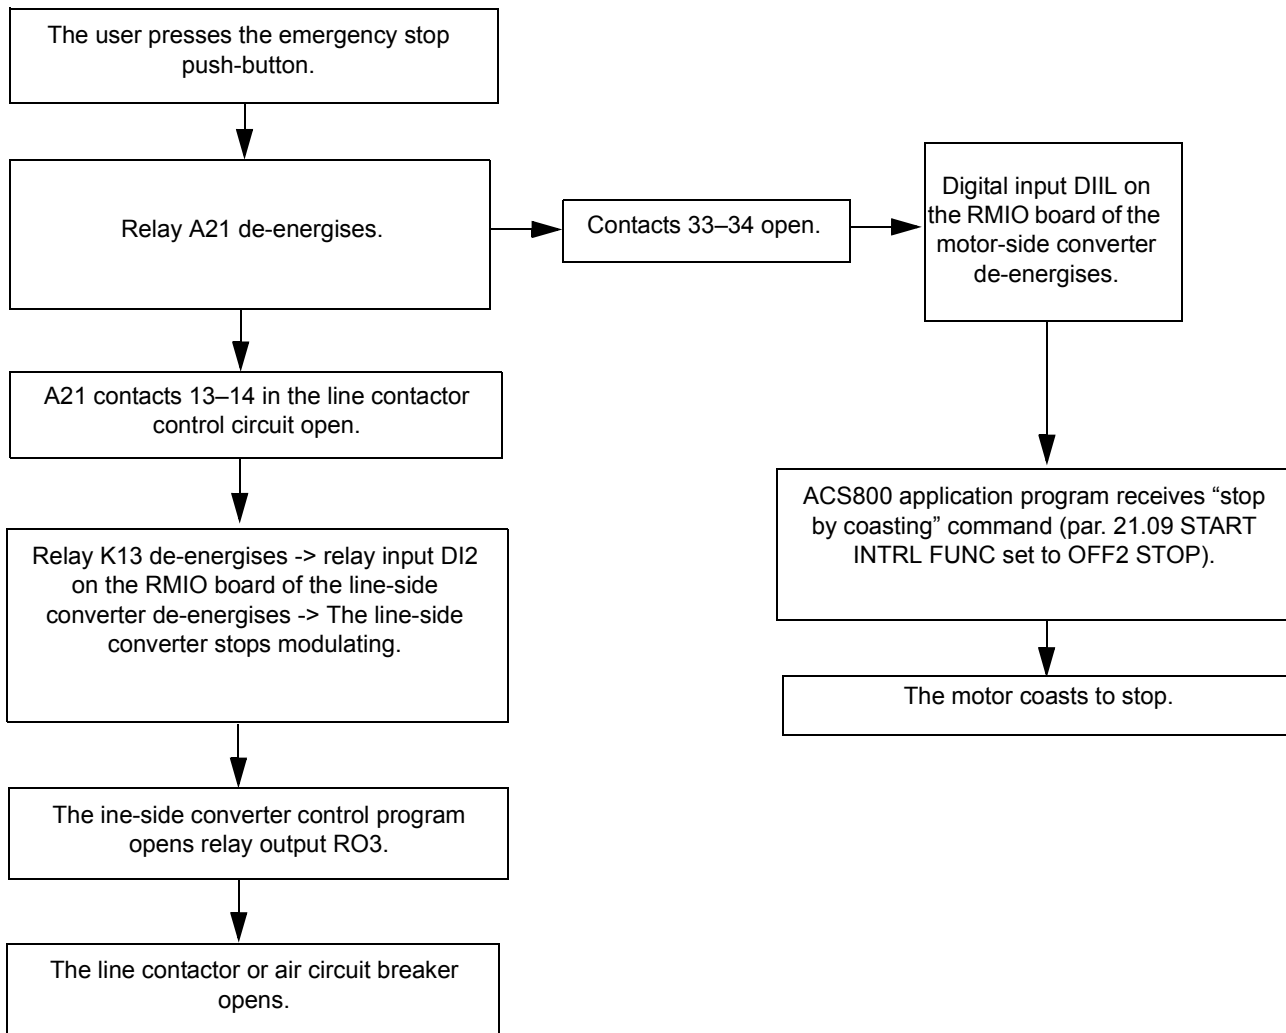 The user presses the emergency stop
push-button.
Relay A21 de-energises.
Contacts 33–34 open.
Digital input DIIL on
the RMIO board of the
motor-side converter
de-energises.
A21 contacts 13–14 in the line contactor
control circuit open.
ACS800 application program receives “stop
by coasting” command (par. 21.09 START
INTRL FUNC set to OFF2 STOP).
Relay K13 de-energises -> relay input DI2
on the RMIO board of the line-side
converter de-energises -> The line-side
converter stops modulating.
The motor coasts to stop.
The ine-side converter control program
opens relay output RO3.
The line contactor or air circuit breaker
opens.